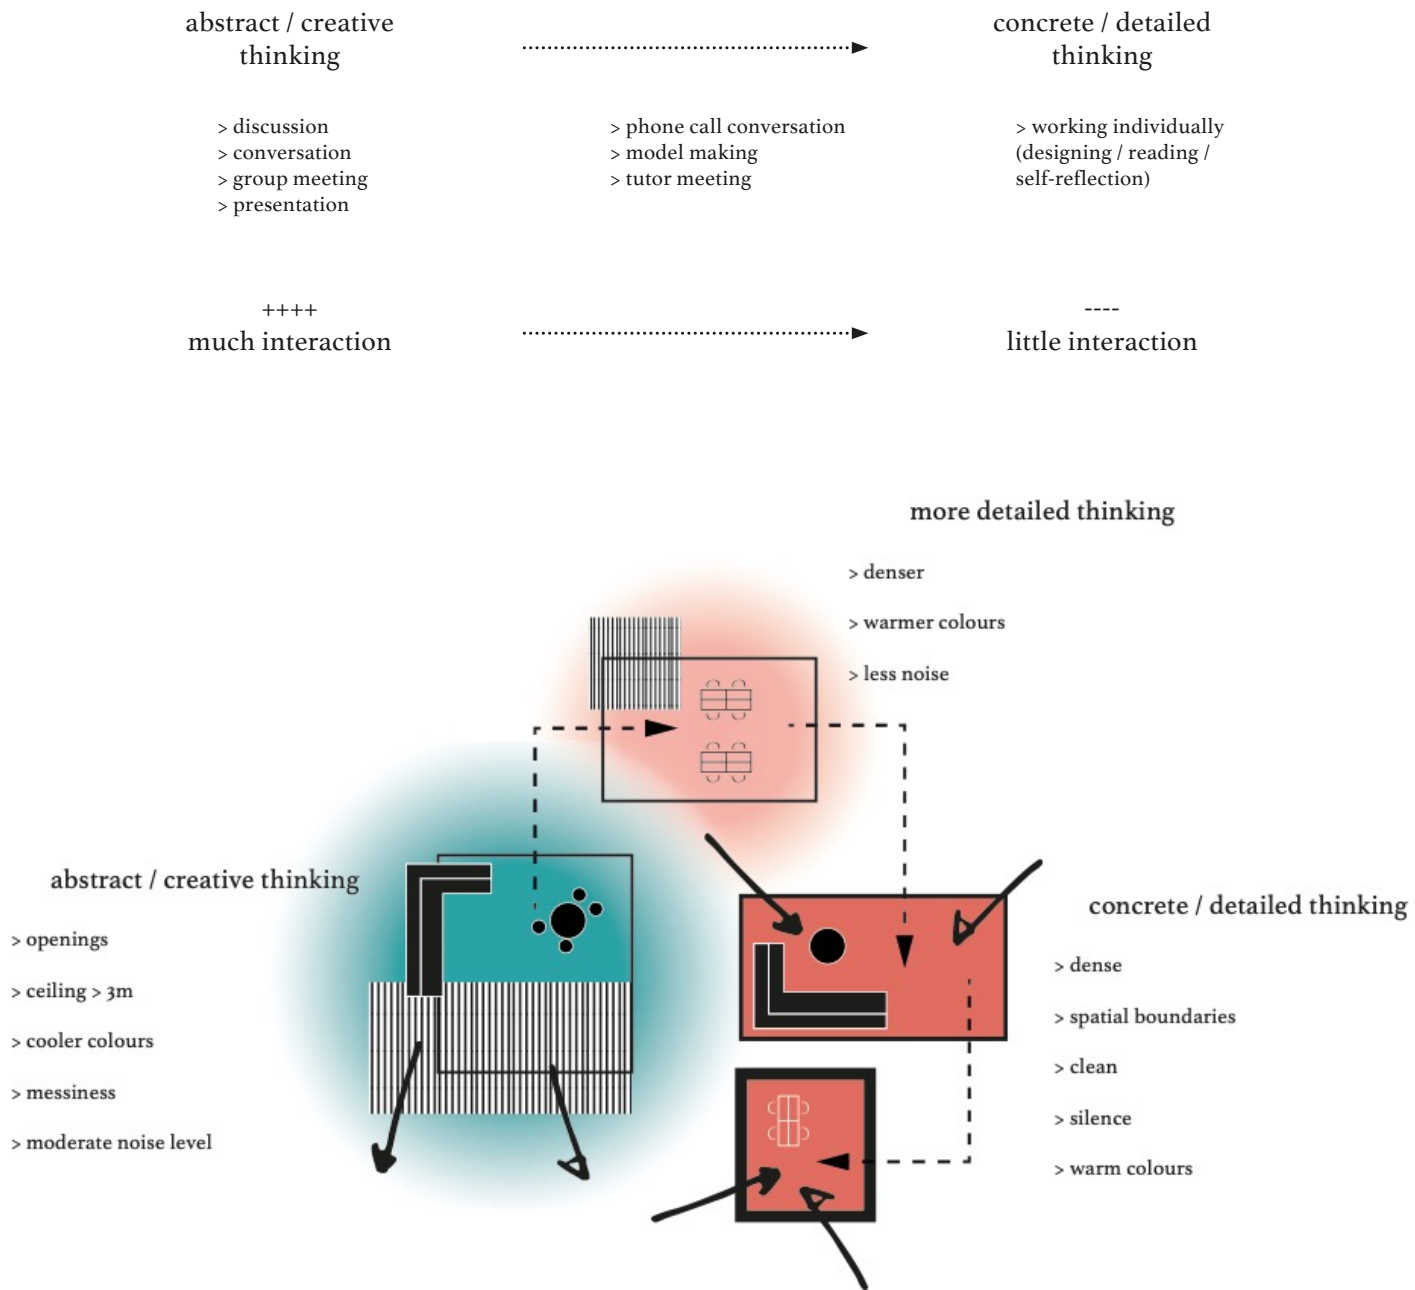 abstract / creative
thinking
concrete / detailed
thinking
> discussion
> conversation
> group meeting
> presentation
> phone call conversation
> model making
> tutor meeting
> working individually
(designing / reading /
self-reflection)
++++
much interaction
----
little interaction
more detailed thinking
> denser
> warmer colours
> less noise
abstract / creative thinking
> openings
> ceiling > 3m
> cooler colours
> messiness
> moderate noise level
concrete / detailed thinking
> dense
> spatial boundaries
> clean
> silence
> warm colours